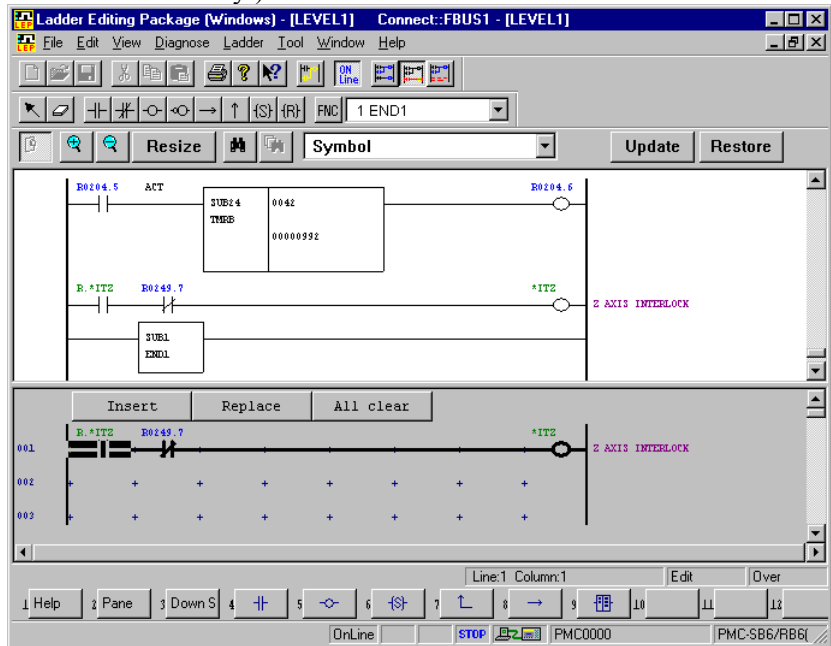 Ladder Editing Package (Windows) - [LEVEL1] Connect::FBUS1 - [LEVEL1]
File Edit View Diagnose Ladder Tool Window Help
ON Line
{S} {R} FNC 1 END1
Resize Symbol Update Restore
R0204.5 ACT R0204.6
SUB24 0042
TMRB
00000992
R.*ITZ R0249.7 *ITZ
Z AXIS INTERLOCK
SUB1
END1
Insert Replace All clear
R.*ITZ R0249.7 *ITZ
001 Z AXIS INTERLOCK
002
003
Line:1 Column:1 Edit Over
1 Help 2 Pane 3 Down S 4 5 6 {S} 7 8 9 10 11 12
OnLine STOP PMC0000 PMC-SB6/RB6(